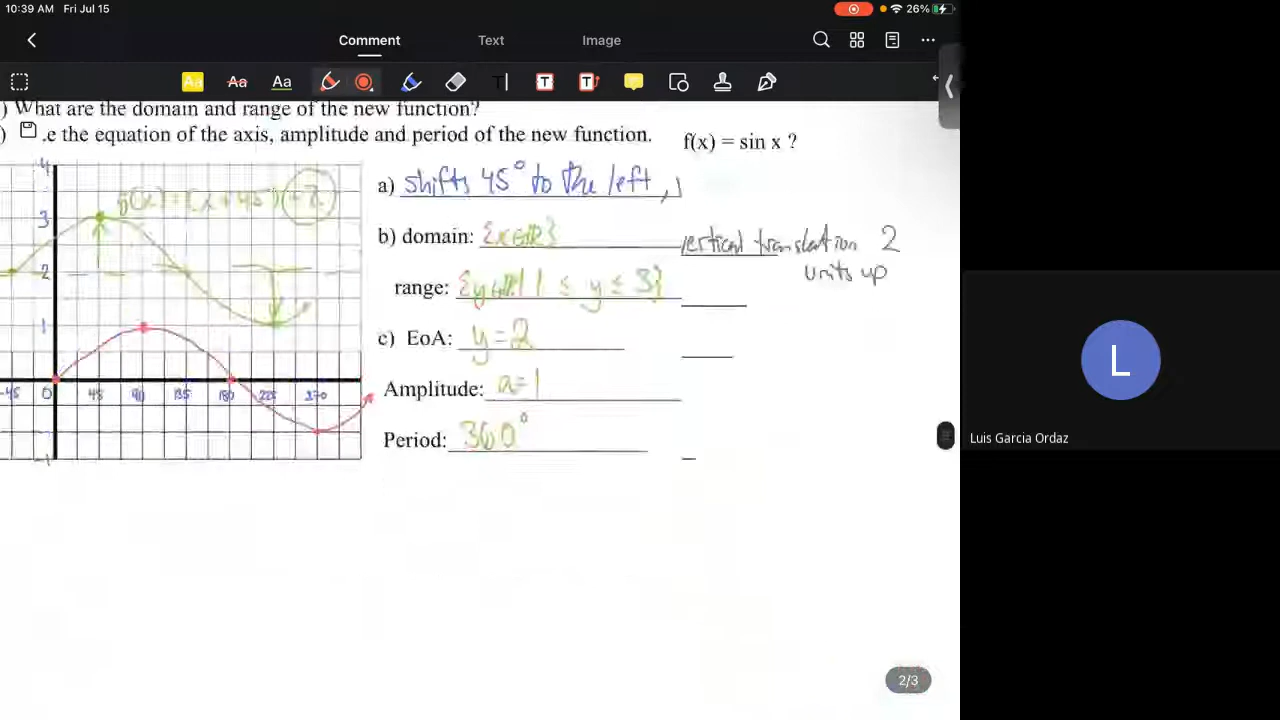 10:39 AM Fri Jul 15
26%
Comment Text Image
Aa Aa Aa T T T
) What are the domain and range of the new function?
) .e the equation of the axis, amplitude and period of the new function.
f(x) = sin x ?
a) shifts 45° to the left,
vertical translation 2
units up
b) domain: {x∈ℝ}
range: {y∈ℝ | 1 ≤ y ≤ 3}
c) EoA: y = 2
Amplitude: a=1
Period: 360°
4
3
2
1
-45 0 45 90 135 180 225 270
-1
2/3
L
Luis Garcia Ordaz